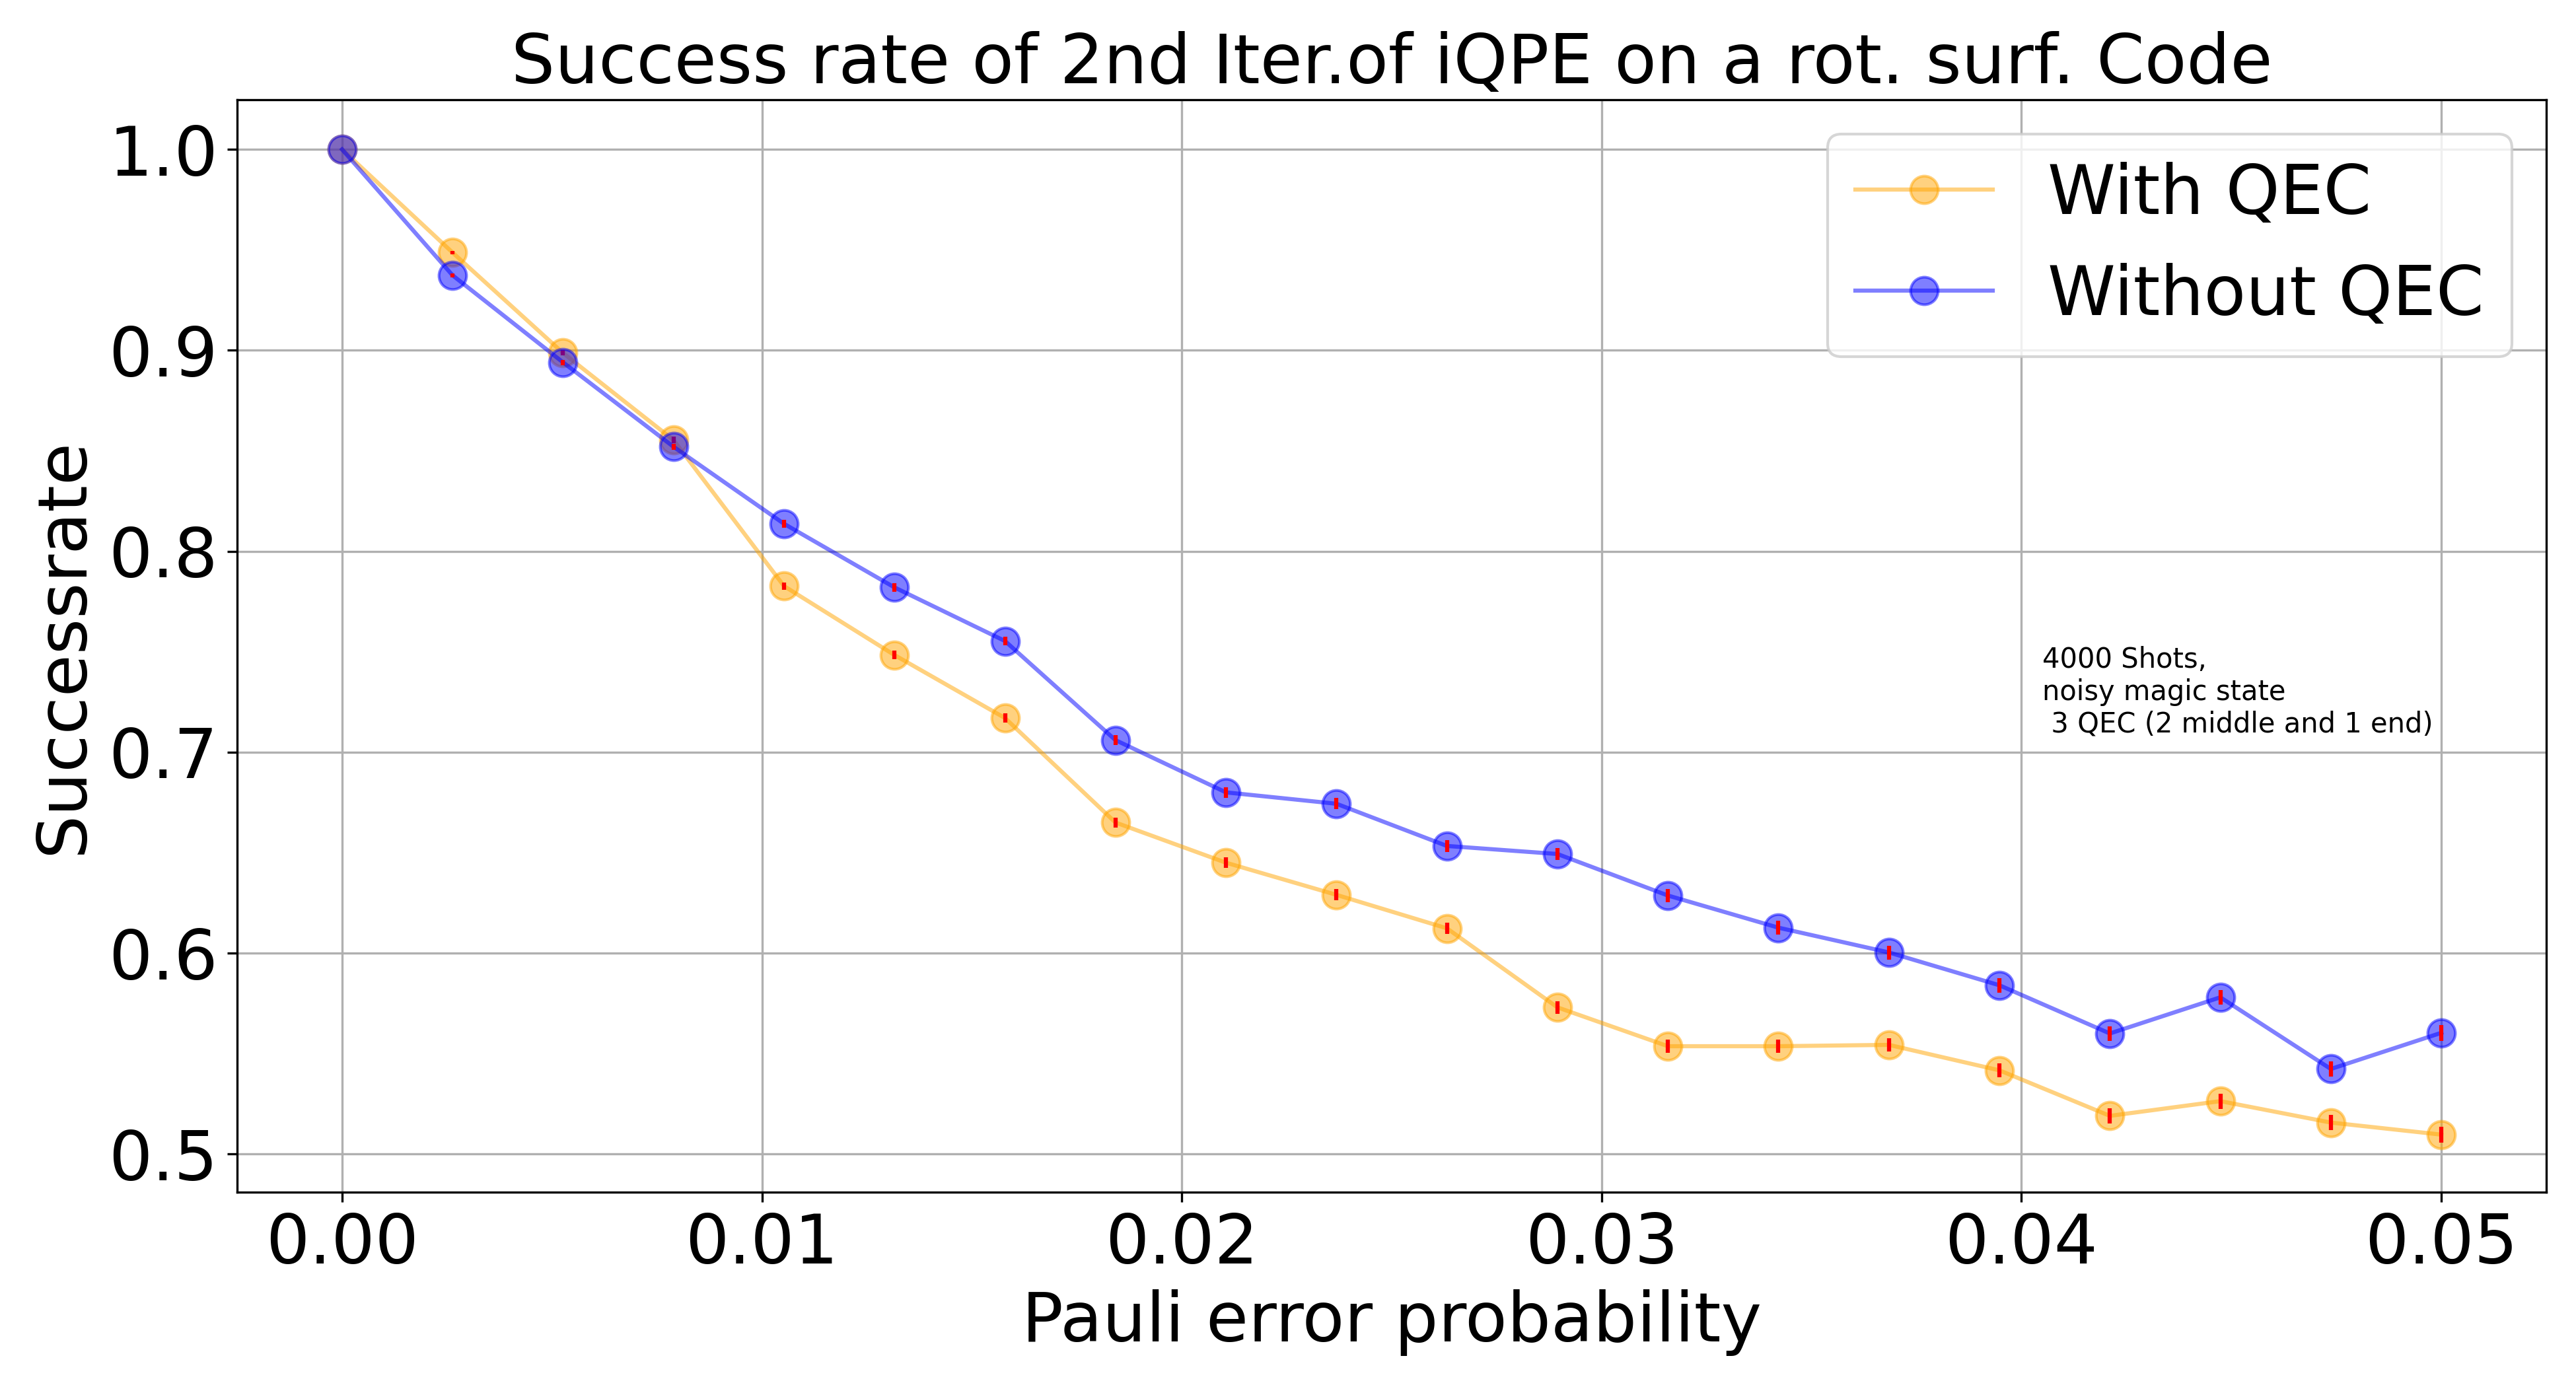 Success rate of 2nd Iter.of iQPE on a rot. surf. Code
Successrate
1.0
0.9
0.8
0.7
0.6
0.5
With QEC
Without QEC
4000 Shots,
noisy magic state
3 QEC (2 middle and 1 end)
0.00 0.01 0.02 0.03 0.04 0.05
Pauli error probability